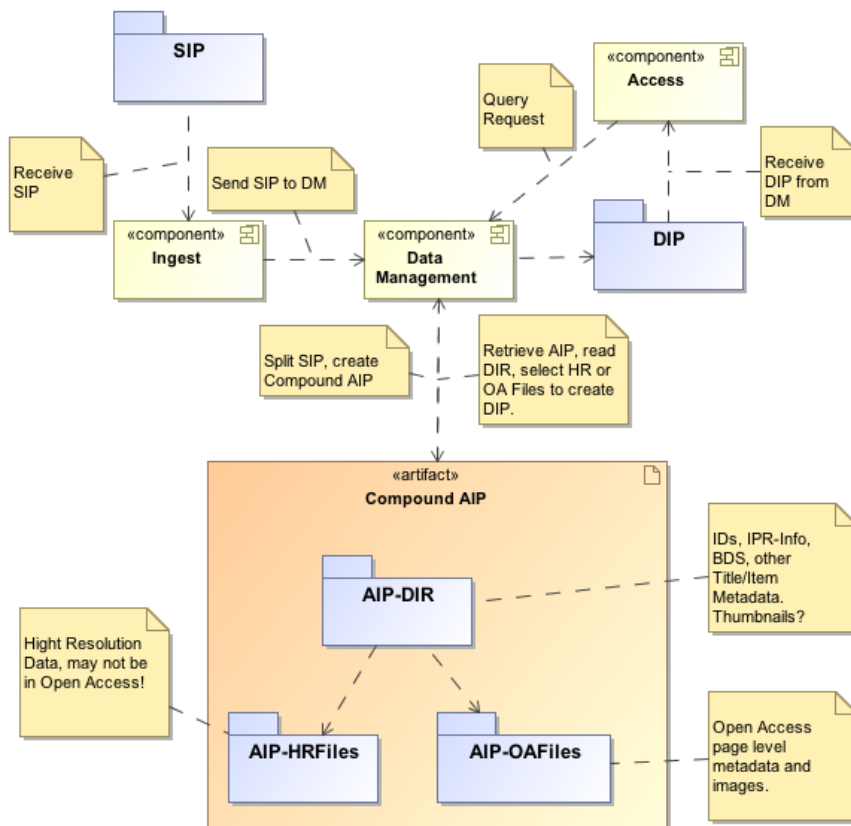 SIP
«component»
Access
Query
Request
Receive
SIP
Send SIP to DM
Receive
DIP from
DM
«component»
Ingest
«component»
Data
Management
DIP
Split SIP, create
Compound AIP
Retrieve AIP, read
DIR, select HR or
OA Files to create
DIP.
«artifact»
Compound AIP
AIP-DIR
IDs, IPR-Info,
BDS, other
Title/Item
Metadata.
Thumbnails?
Hight Resolution
Data, may not be
in Open Access!
AIP-HRFiles
AIP-OAFiles
Open Access
page level
metadata and
images.